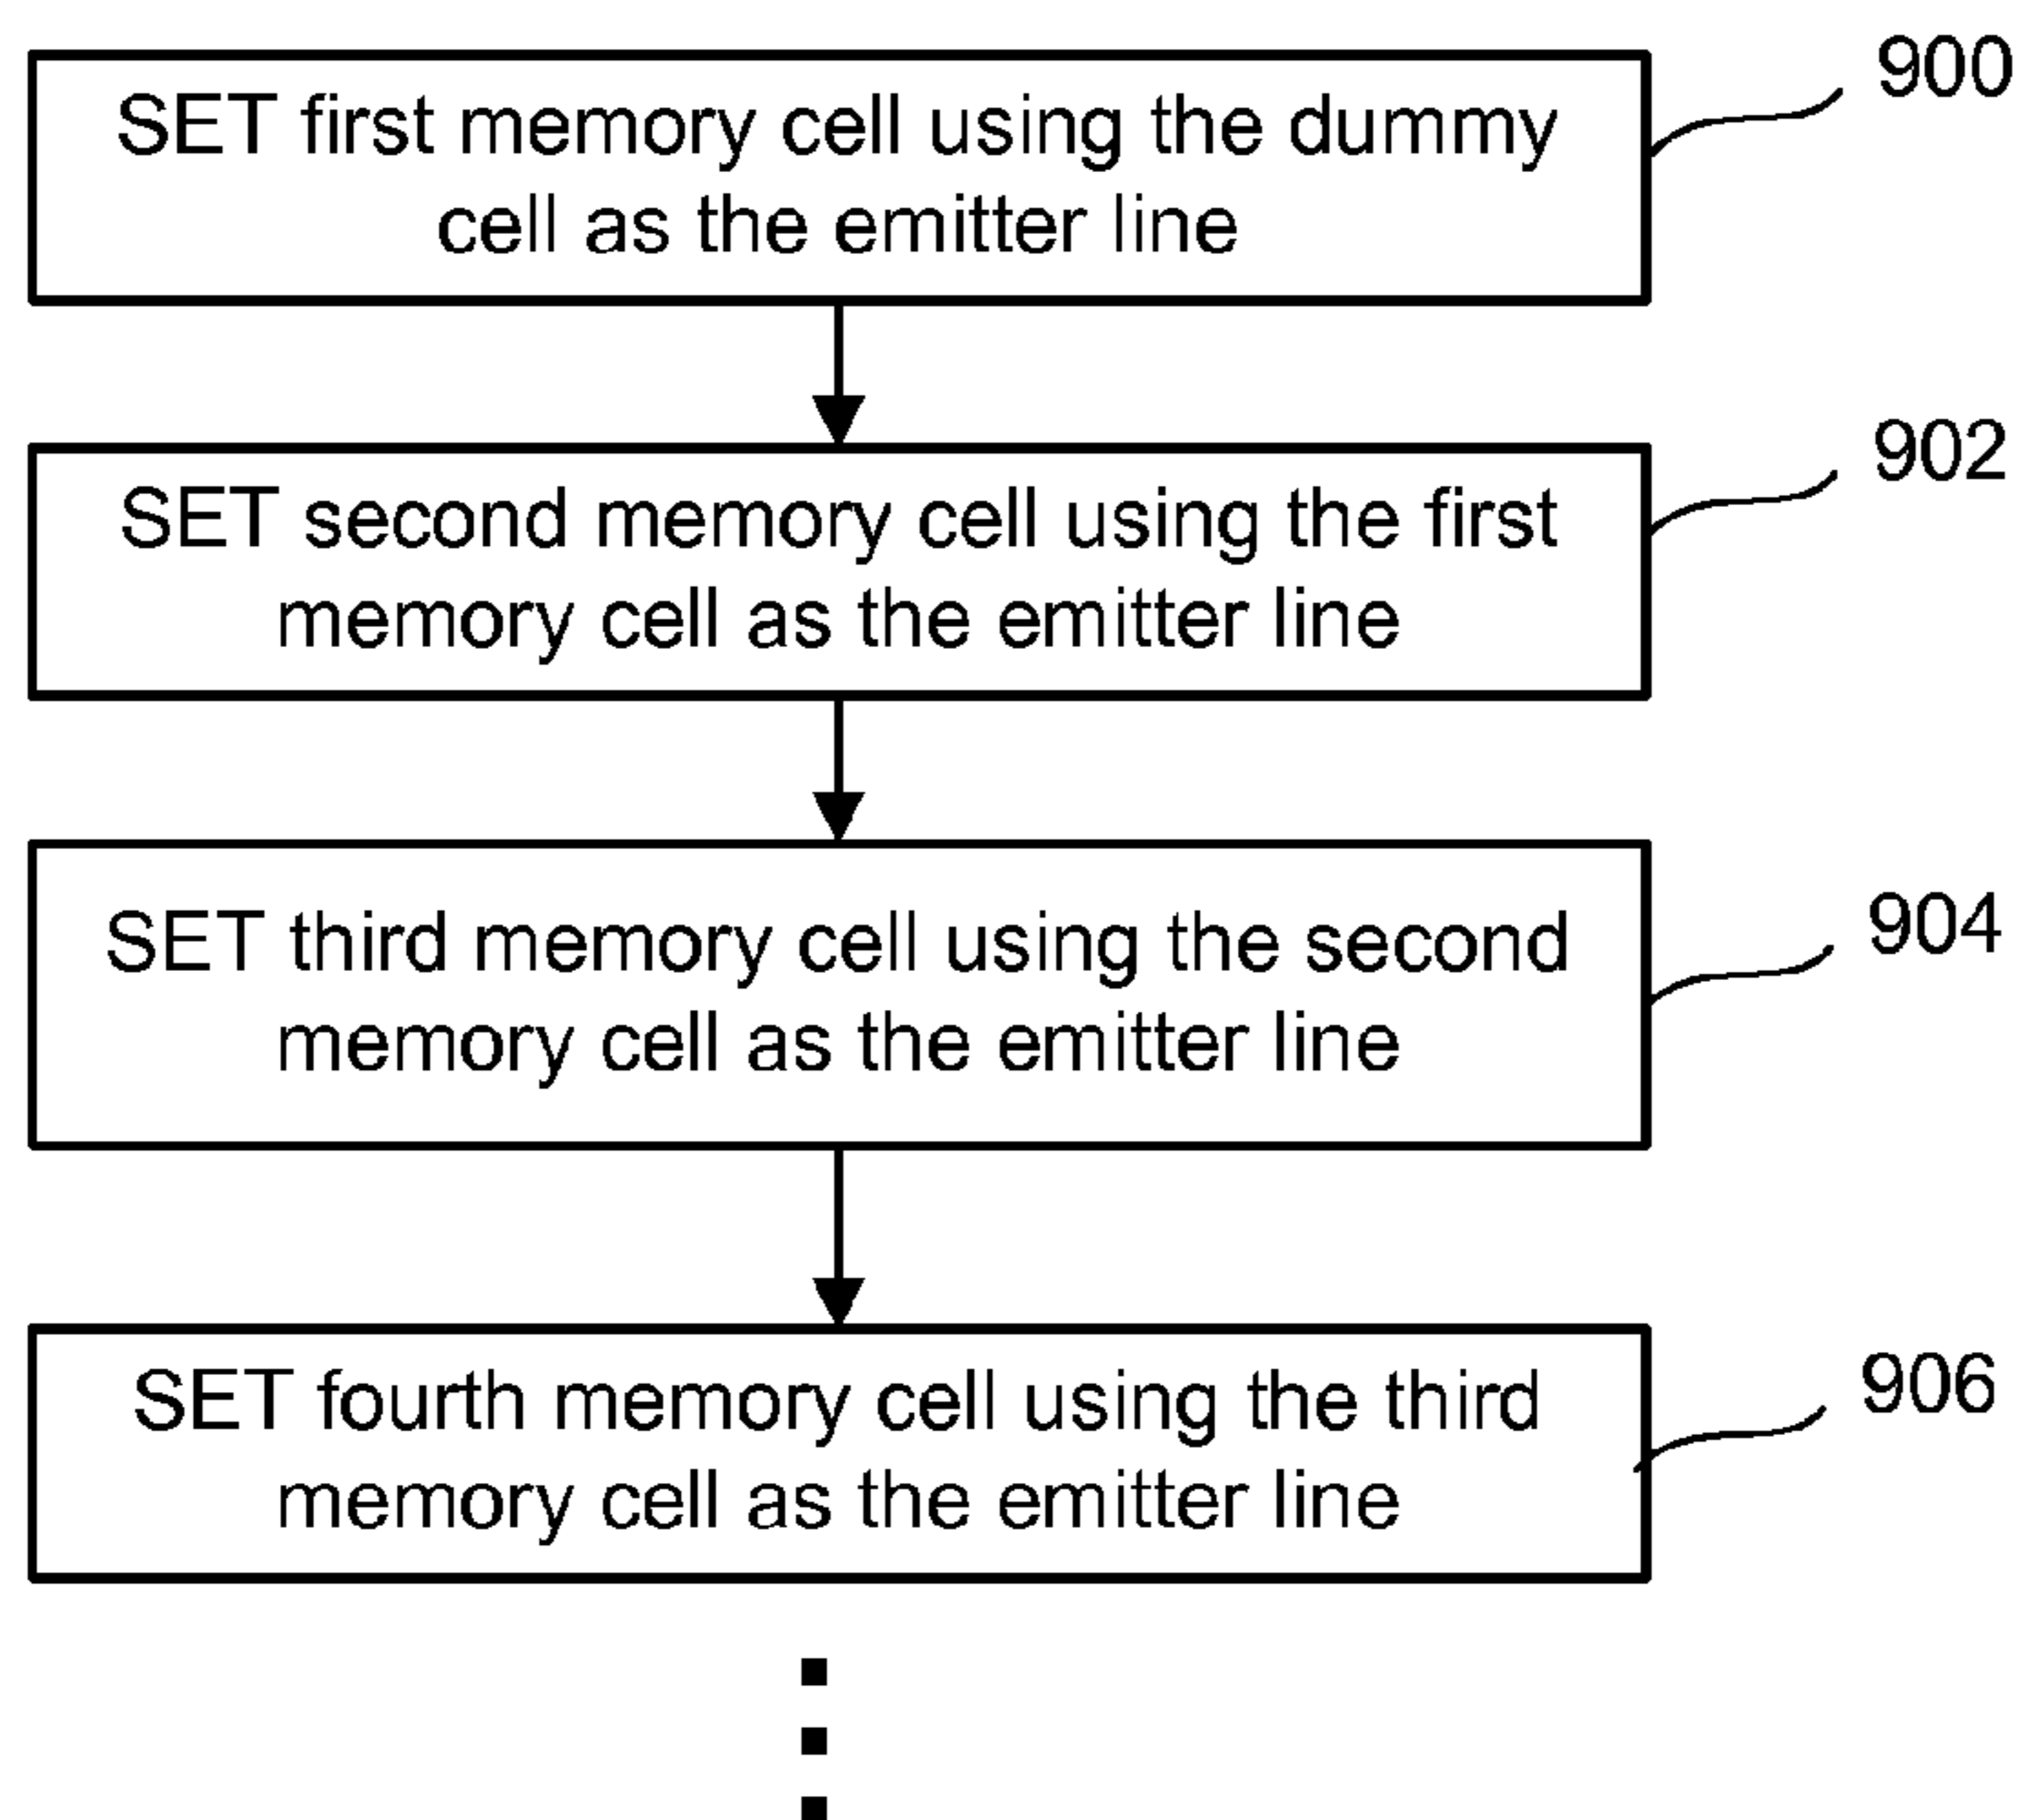 900
SET first memory cell using the dummy
cell as the emitter line
902
SET second memory cell using the first
memory cell as the emitter line
904
SET third memory cell using the second
memory cell as the emitter line
906
SET fourth memory cell using the third
memory cell as the emitter line